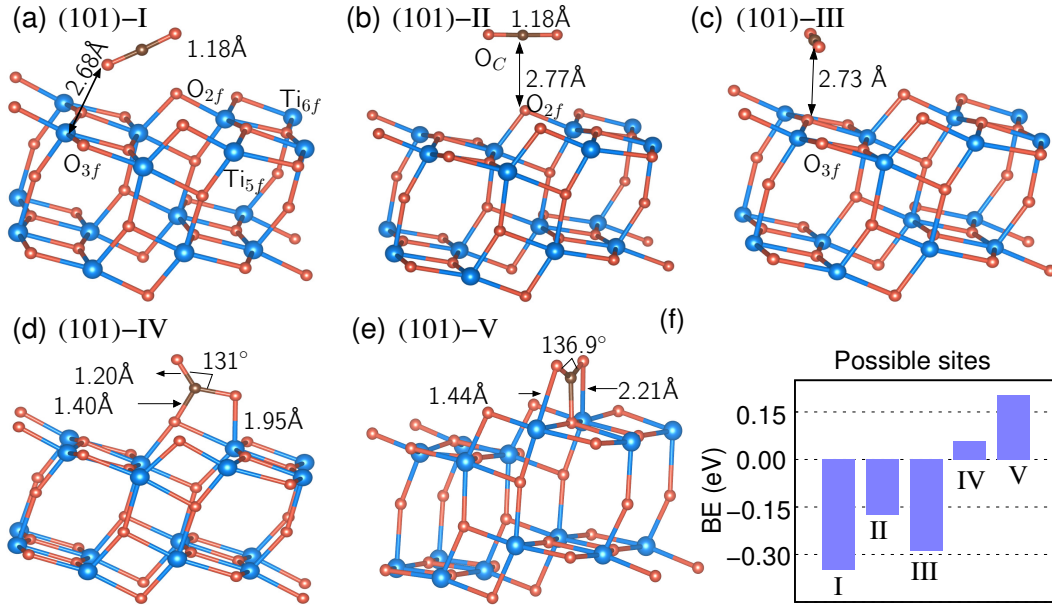 (a) (101)–I
2.68Å
1.18Å
O2f
Ti6f
O3f
Ti5f
(b) (101)–II
1.18Å
OC
2.77Å
O2f
(c) (101)–III
2.73 Å
O3f
(d) (101)–IV
131°
1.20Å
1.40Å
1.95Å
(e) (101)–V
136.9°
1.44Å
2.21Å
(f)
Possible sites
BE (eV)
0.15
0.00
−0.15
−0.30
I
II
III
IV
V